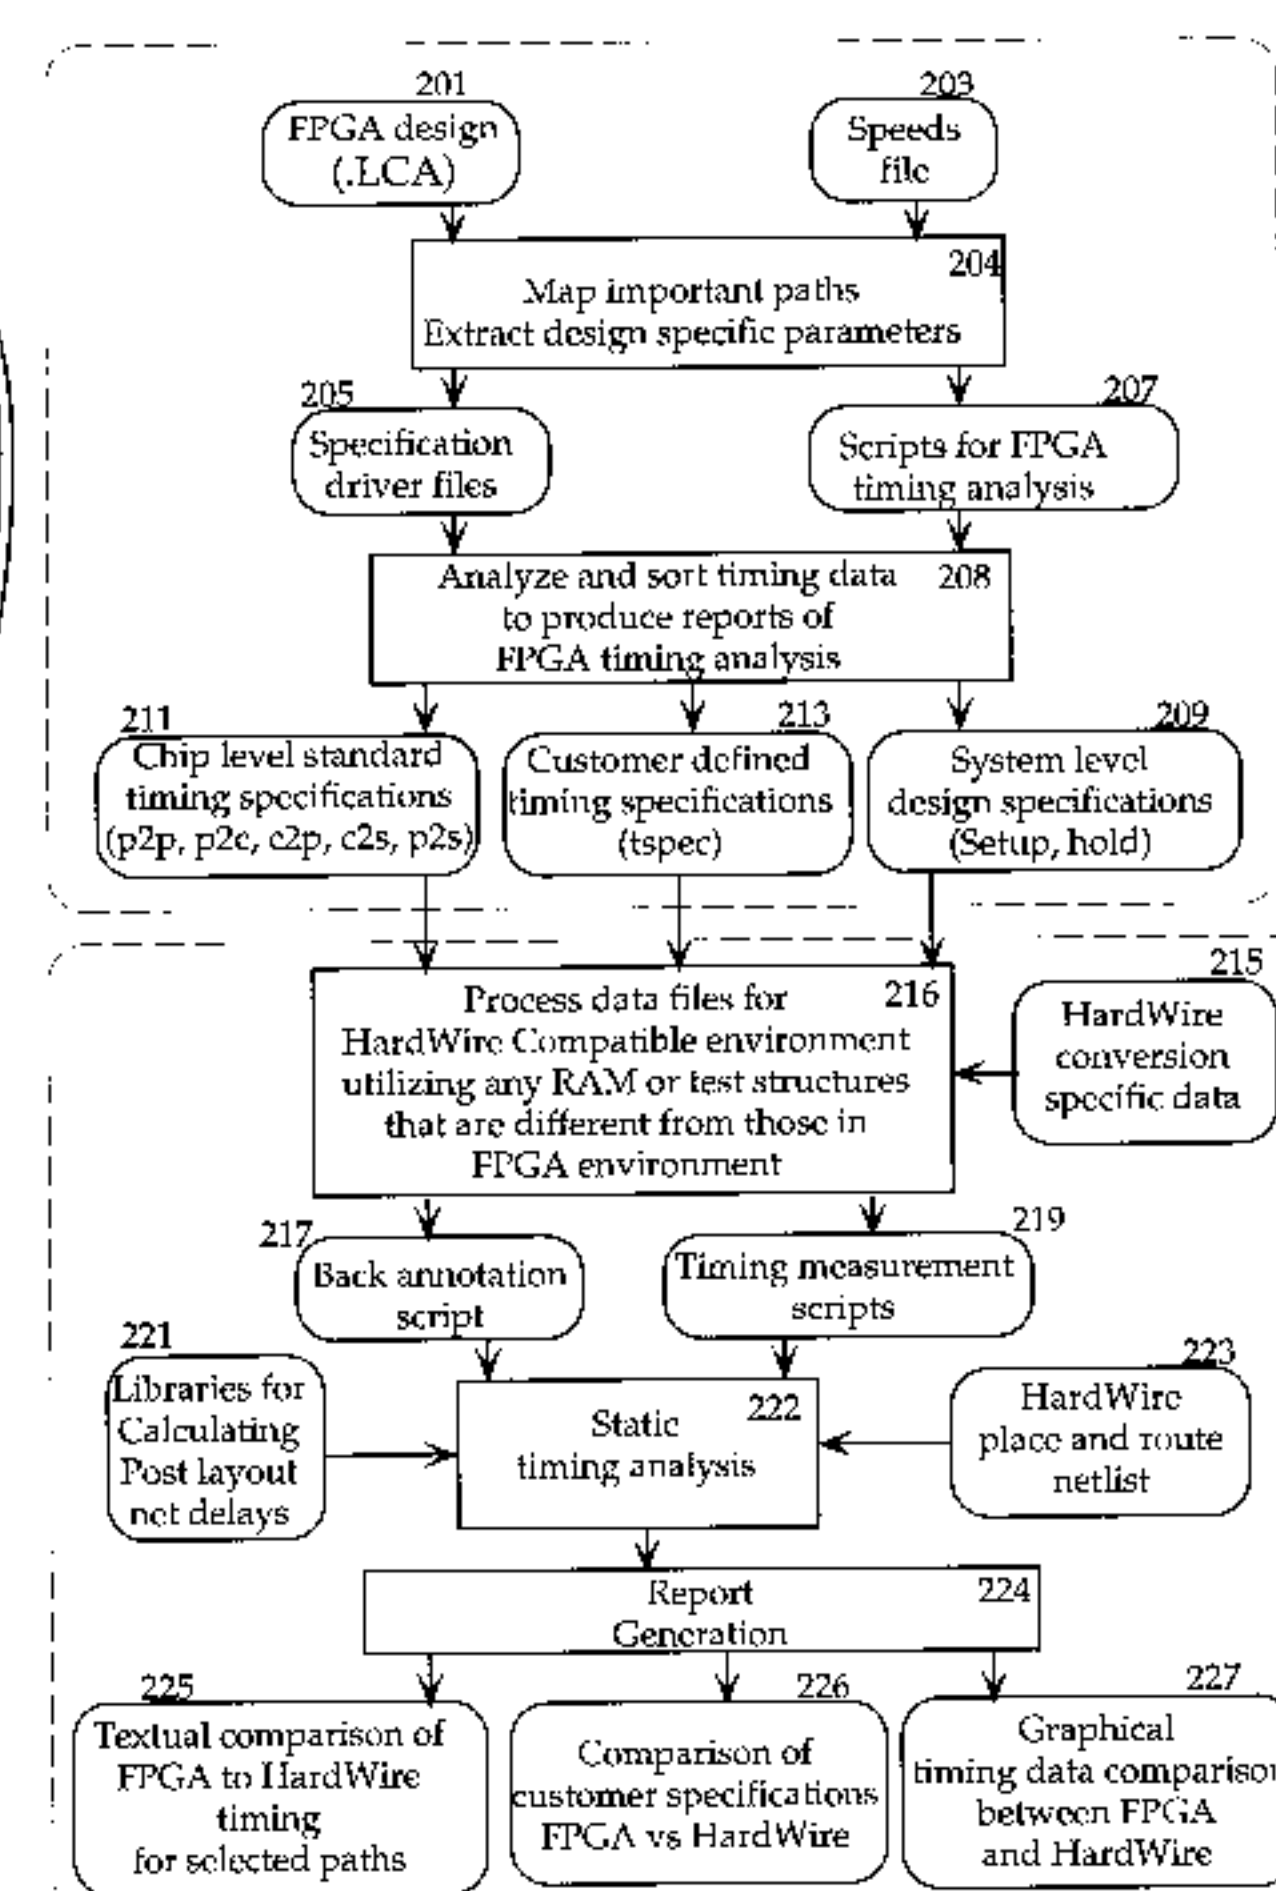 201
FPGA design
(.LCA)
203
Speeds
file
204
Map important paths
Extract design specific parameters
205
Specification
driver files
207
Scripts for FPGA
timing analysis
208
Analyze and sort timing data
to produce reports of
FPGA timing analysis
211
Chip level standard
timing specifications
(p2p, p2c, c2p, c2s, p2s)
213
Customer defined
timing specifications
(tspec)
209
System level
design specifications
(Setup, hold)
216
Process data files for
HardWire Compatible environment
utilizing any RAM or test structures
that are different from those in
FPGA environment
215
HardWire
conversion
specific data
217
Back annotation
script
219
Timing measurement
scripts
221
Libraries for
Calculating
Post layout
net delays
222
Static
timing analysis
223
HardWire
place and route
netlist
224
Report
Generation
225
Textual comparison of
FPGA to HardWire
timing
for selected paths
226
Comparison of
customer specifications
FPGA vs HardWire
227
Graphical
timing data comparison
between FPGA
and HardWire